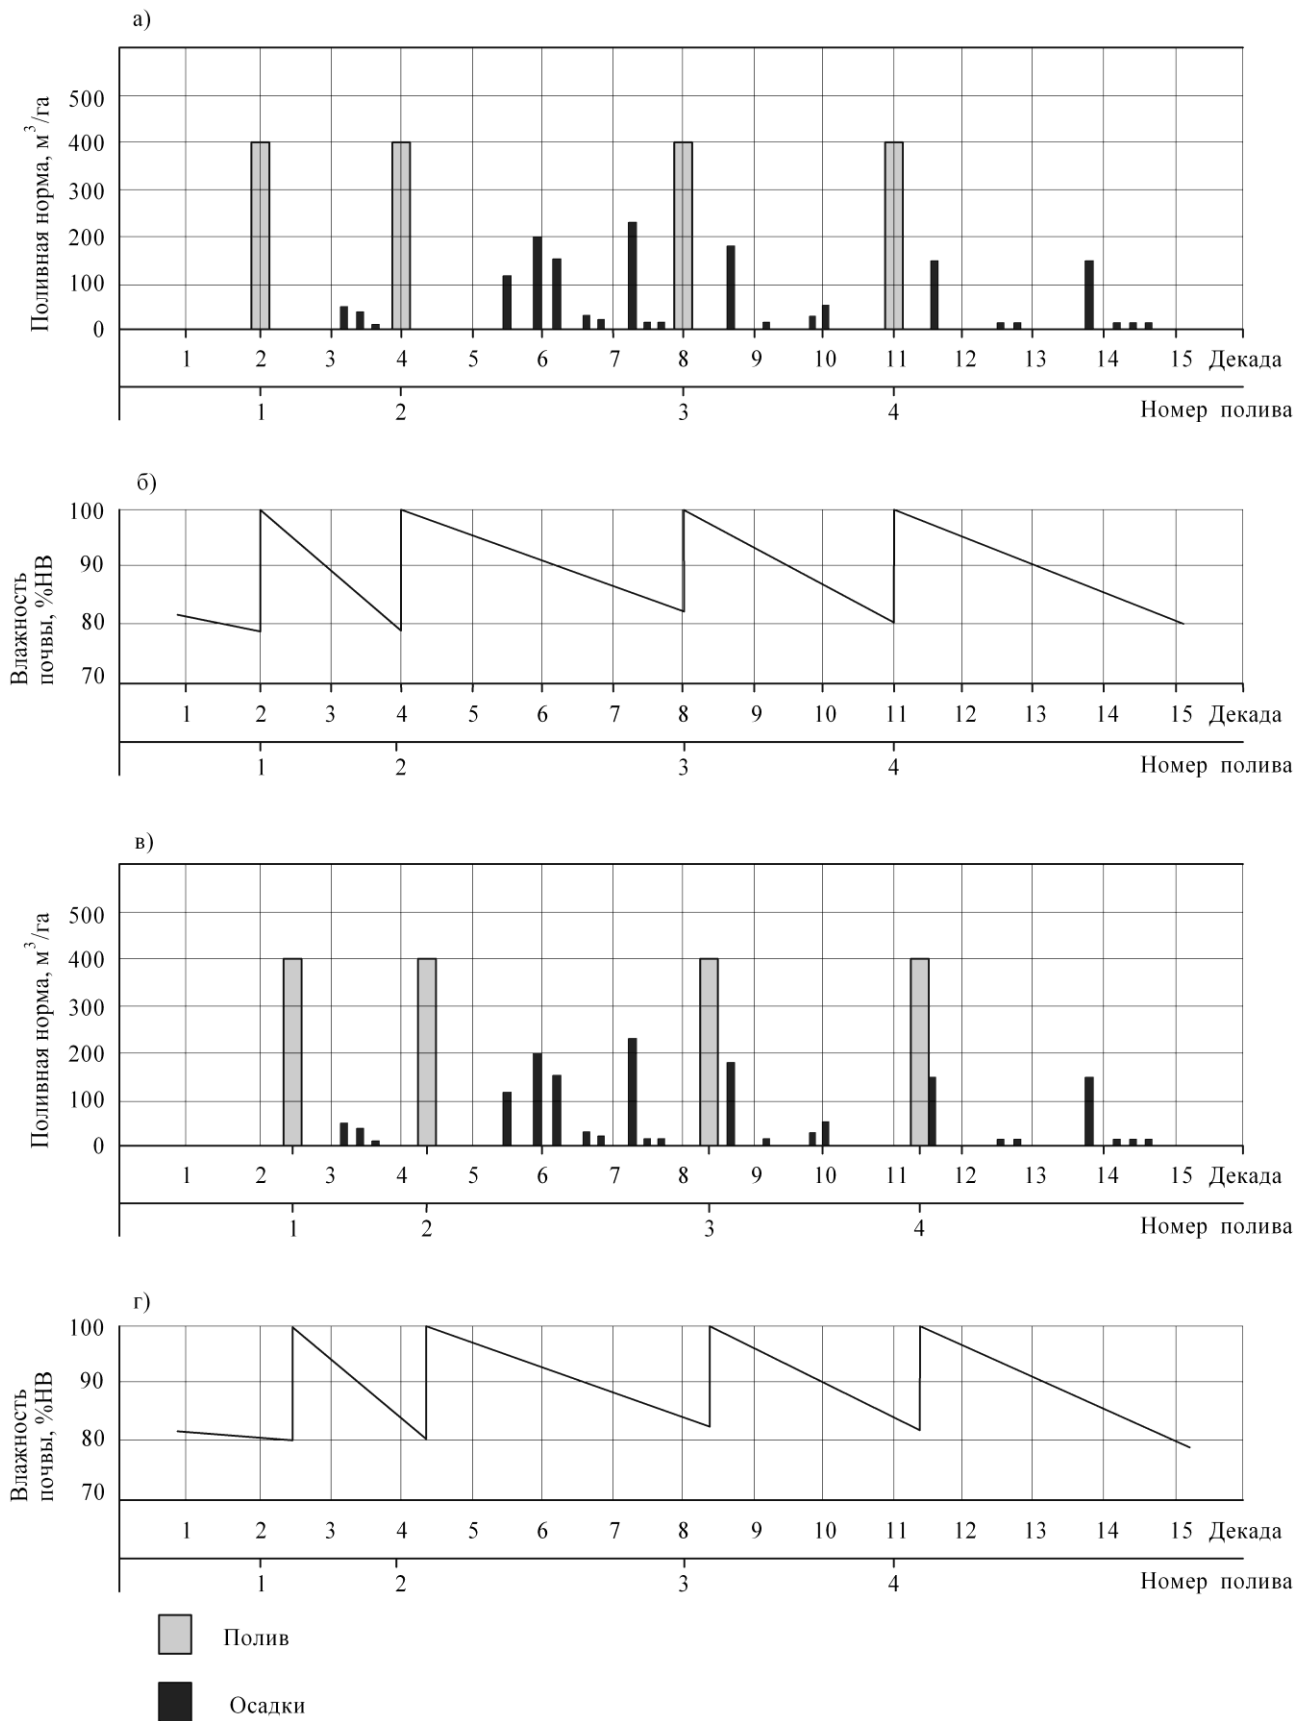 а)
Поливная норма, м³/га
500
400
300
200
100
0
1 2 3 4 5 6 7 8 9 10 11 12 13 14 15 Декада
1 2 3 4 Номер полива
б)
Влажность
почвы, %НВ
100
90
80
70
1 2 3 4 5 6 7 8 9 10 11 12 13 14 15 Декада
1 2 3 4 Номер полива
в)
Поливная норма, м³/га
500
400
300
200
100
0
1 2 3 4 5 6 7 8 9 10 11 12 13 14 15 Декада
1 2 3 4 Номер полива
г)
Влажность
почвы, %НВ
100
90
80
70
1 2 3 4 5 6 7 8 9 10 11 12 13 14 15 Декада
1 2 3 4 Номер полива
Полив
Осадки